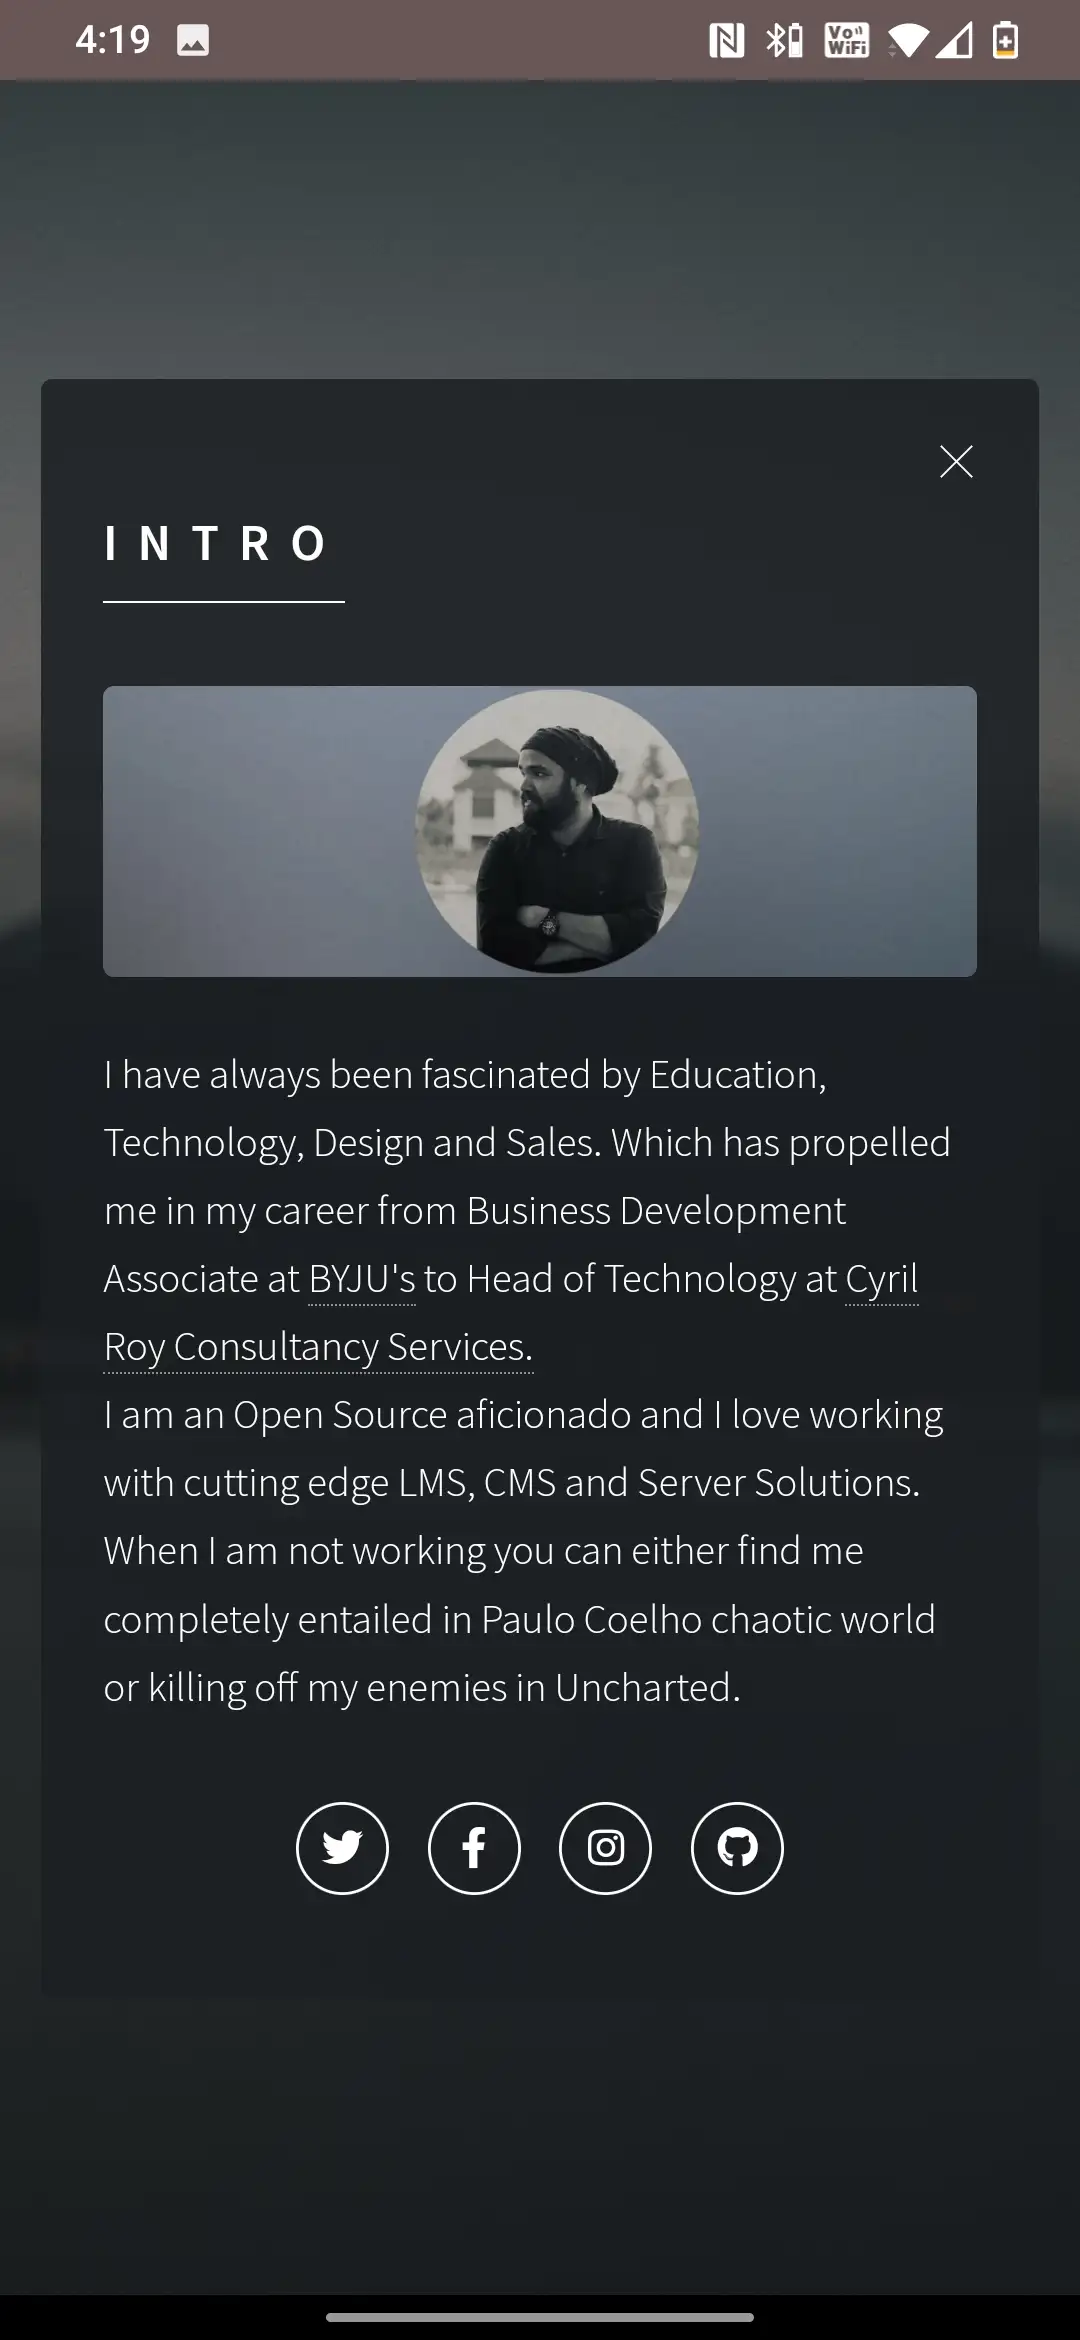 4:19
Vo
WiFi
INTRO
I have always been fascinated by Education,
Technology, Design and Sales. Which has propelled
me in my career from Business Development
Associate at BYJU's to Head of Technology at Cyril
Roy Consultancy Services.
I am an Open Source aficionado and I love working
with cutting edge LMS, CMS and Server Solutions.
When I am not working you can either find me
completely entailed in Paulo Coelho chaotic world
or killing off my enemies in Uncharted.